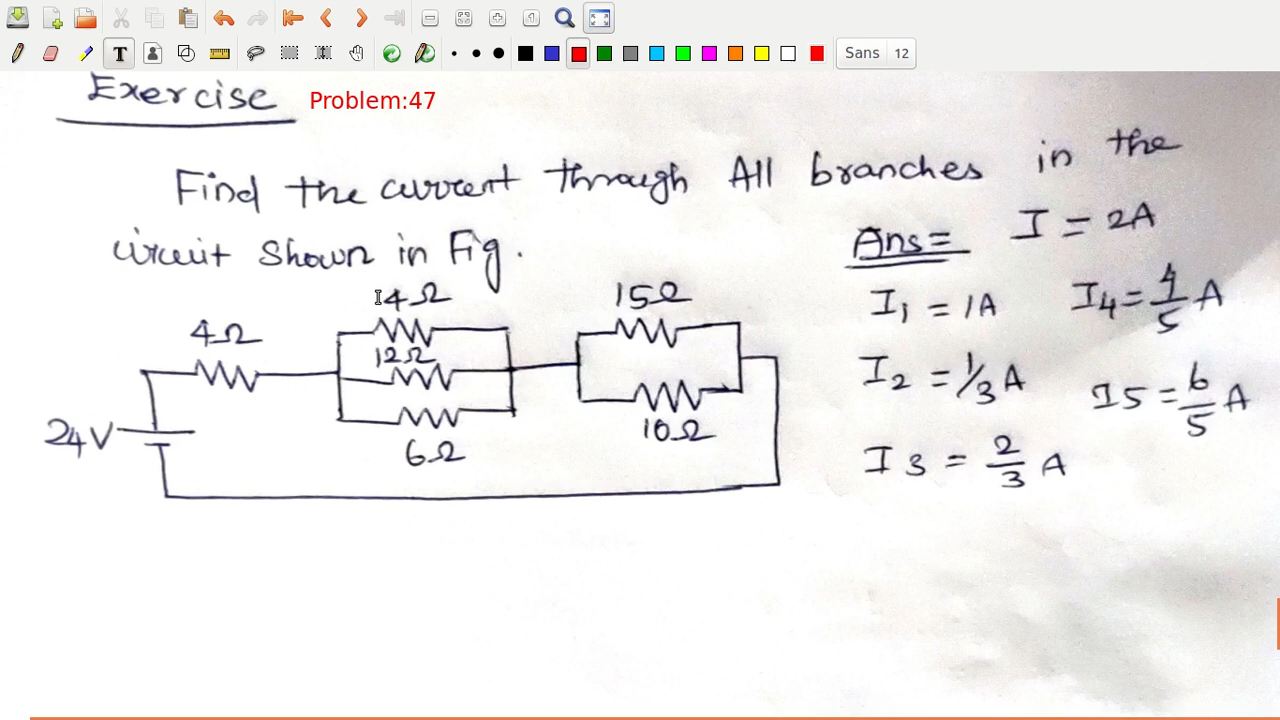 Sans 12
Exercise Problem:47
Find the current through All branches in the
circuit shown in Fig.
Ans= I = 2A
I1 = 1A I4 = 4/5 A
I2 = 1/3 A I5 = 6/5 A
I3 = 2/3 A
4Ω
4Ω
12Ω
6Ω
15Ω
10Ω
24V